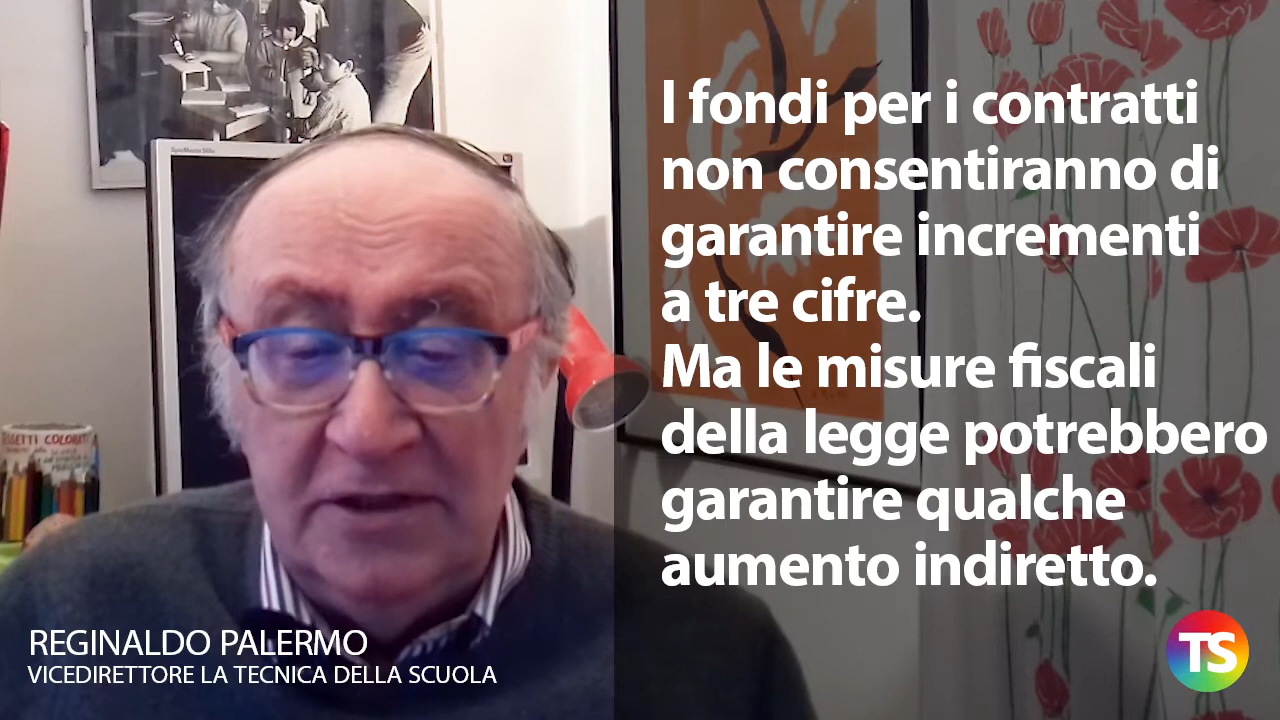 I fondi per i contratti
non consentiranno di
garantire incrementi
a tre cifre.
Ma le misure fiscali
della legge potrebbero
garantire qualche
aumento indiretto.
REGINALDO PALERMO
VICEDIRETTORE LA TECNICA DELLA SCUOLA
TS